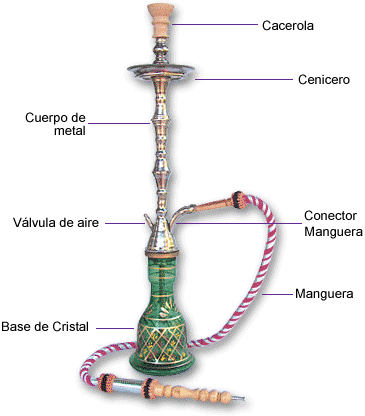 Cacerola
Cenicero
Cuerpo de
metal
Válvula de aire
Conector
Manguera
Manguera
Base de Cristal